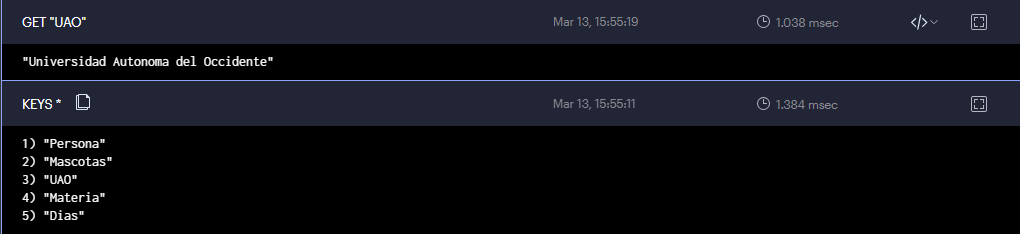 GET "UAO" Mar 13, 15:55:19 1.038 msec
"Universidad Autonoma del Occidente"
KEYS * Mar 13, 15:55:11 1.384 msec
1) "Persona"
2) "Mascotas"
3) "UAO"
4) "Materia"
5) "Dias"